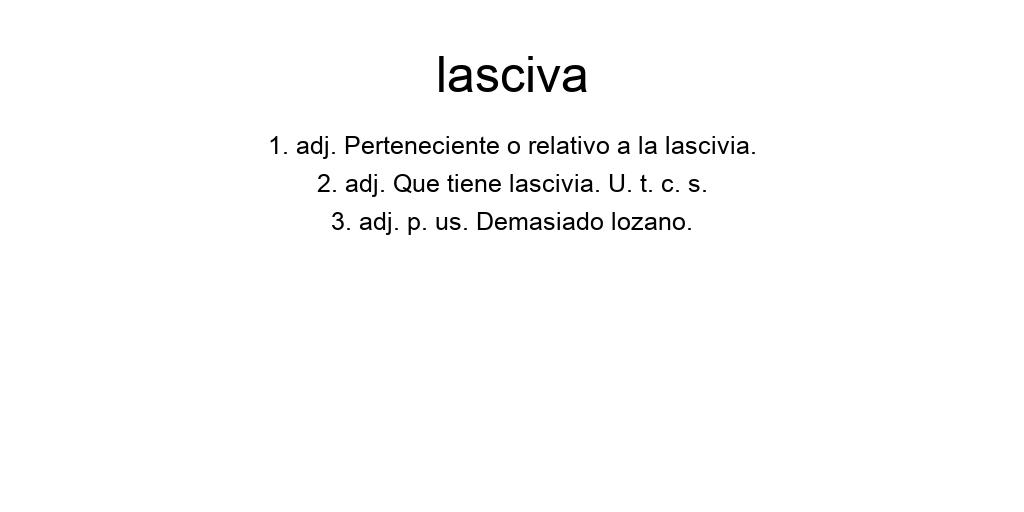 lasciva
1. adj. Perteneciente o relativo a la lascivia.
2. adj. Que tiene lascivia. U. t. c. s.
3. adj. p. us. Demasiado lozano.